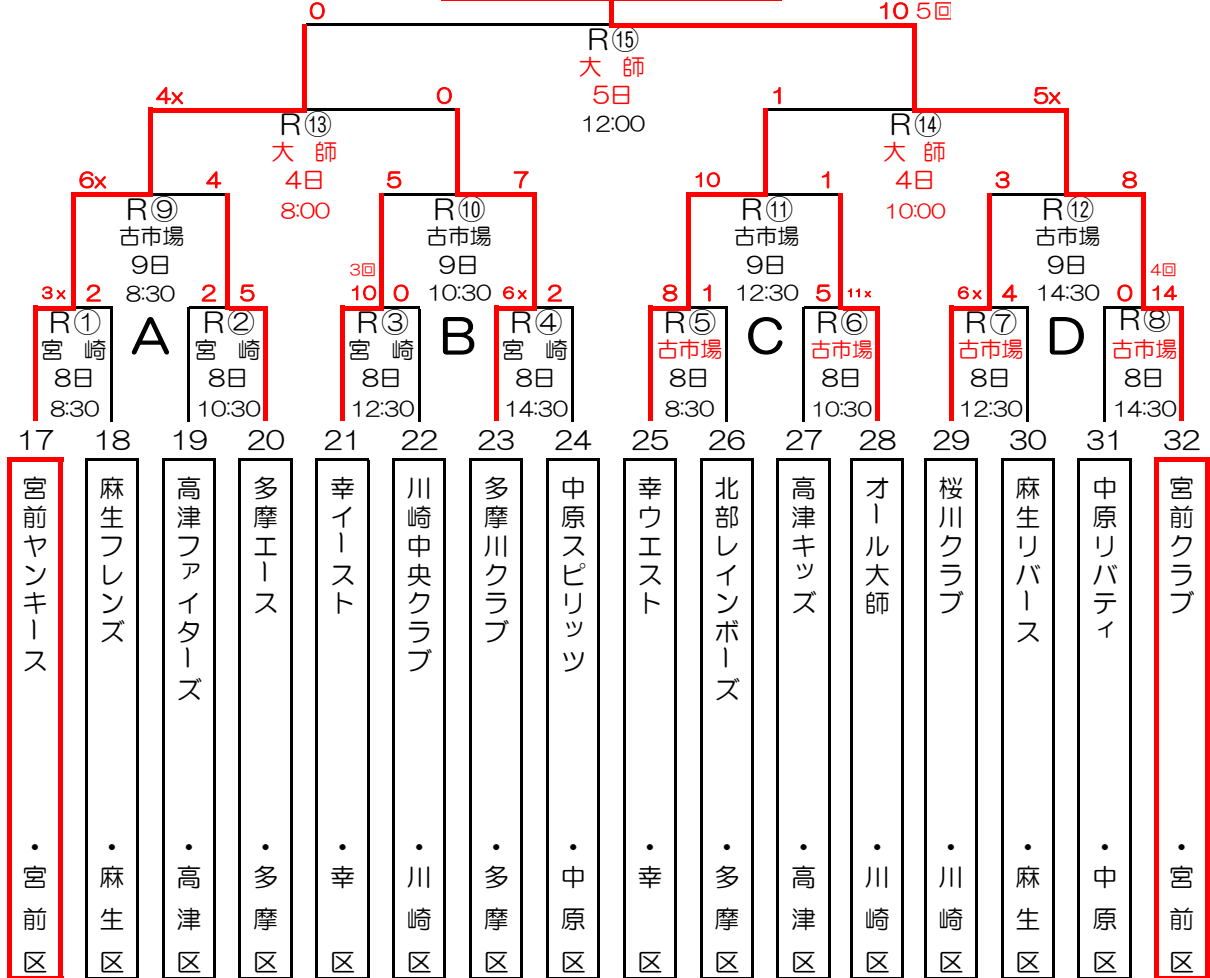 0 10 5回
R⑮
大 師
5日
12:00
4x 0 1 5x
R⑬ R⑭
大 師 大 師
4日 4日
8:00 10:00
6x 4 5 7 10 1 3 8
R⑨ R⑩ R⑪ R⑫
古市場 古市場 古市場 古市場
9日 9日 9日 9日
8:30 10:30 12:30 14:30
3回 4回
3x 2 2 5 10 0 6x 2 8 1 5 11x 6x 4 0 14
R① A R② R③ B R④ R⑤ C R⑥ R⑦ D R⑧
宮 崎 宮 崎 宮 崎 宮 崎 古市場 古市場 古市場 古市場
8日 8日 8日 8日 8日 8日 8日 8日
8:30 10:30 12:30 14:30 8:30 10:30 12:30 14:30
17 18 19 20 21 22 23 24 25 26 27 28 29 30 31 32
宮前ヤンキース ・宮前区
麻生フレンズ ・麻生区
高津ファイターズ ・高津区
多摩エース ・多摩区
幸イースト ・幸区
川崎中央クラブ ・川崎区
多摩川クラブ ・多摩区
中原スピリッツ ・中原区
幸ウエスト ・幸区
北部レインボーズ ・多摩区
高津キッズ ・高津区
オール大師 ・川崎区
桜川クラブ ・川崎区
麻生リバース ・麻生区
中原リバティ ・中原区
宮前クラブ ・宮前区